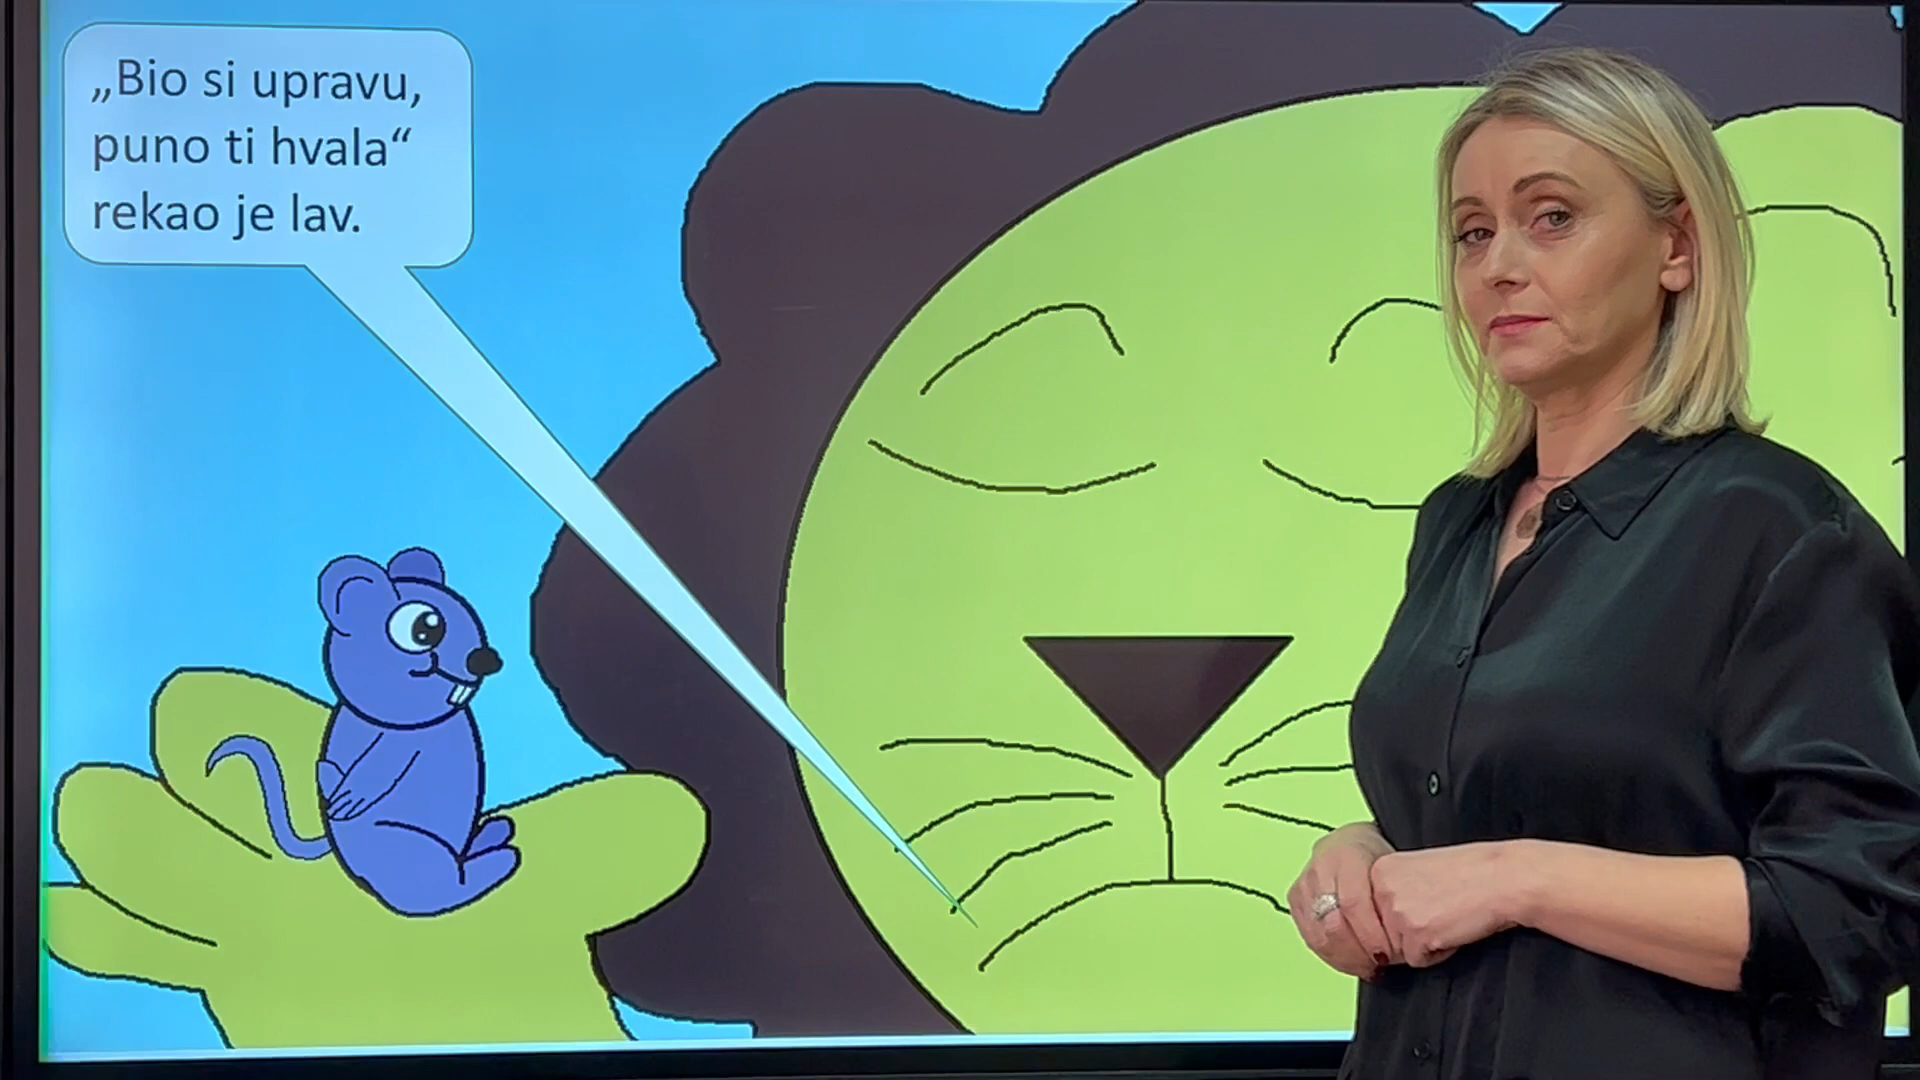 „Bio si upravu,
puno ti hvala“
rekao je lav.